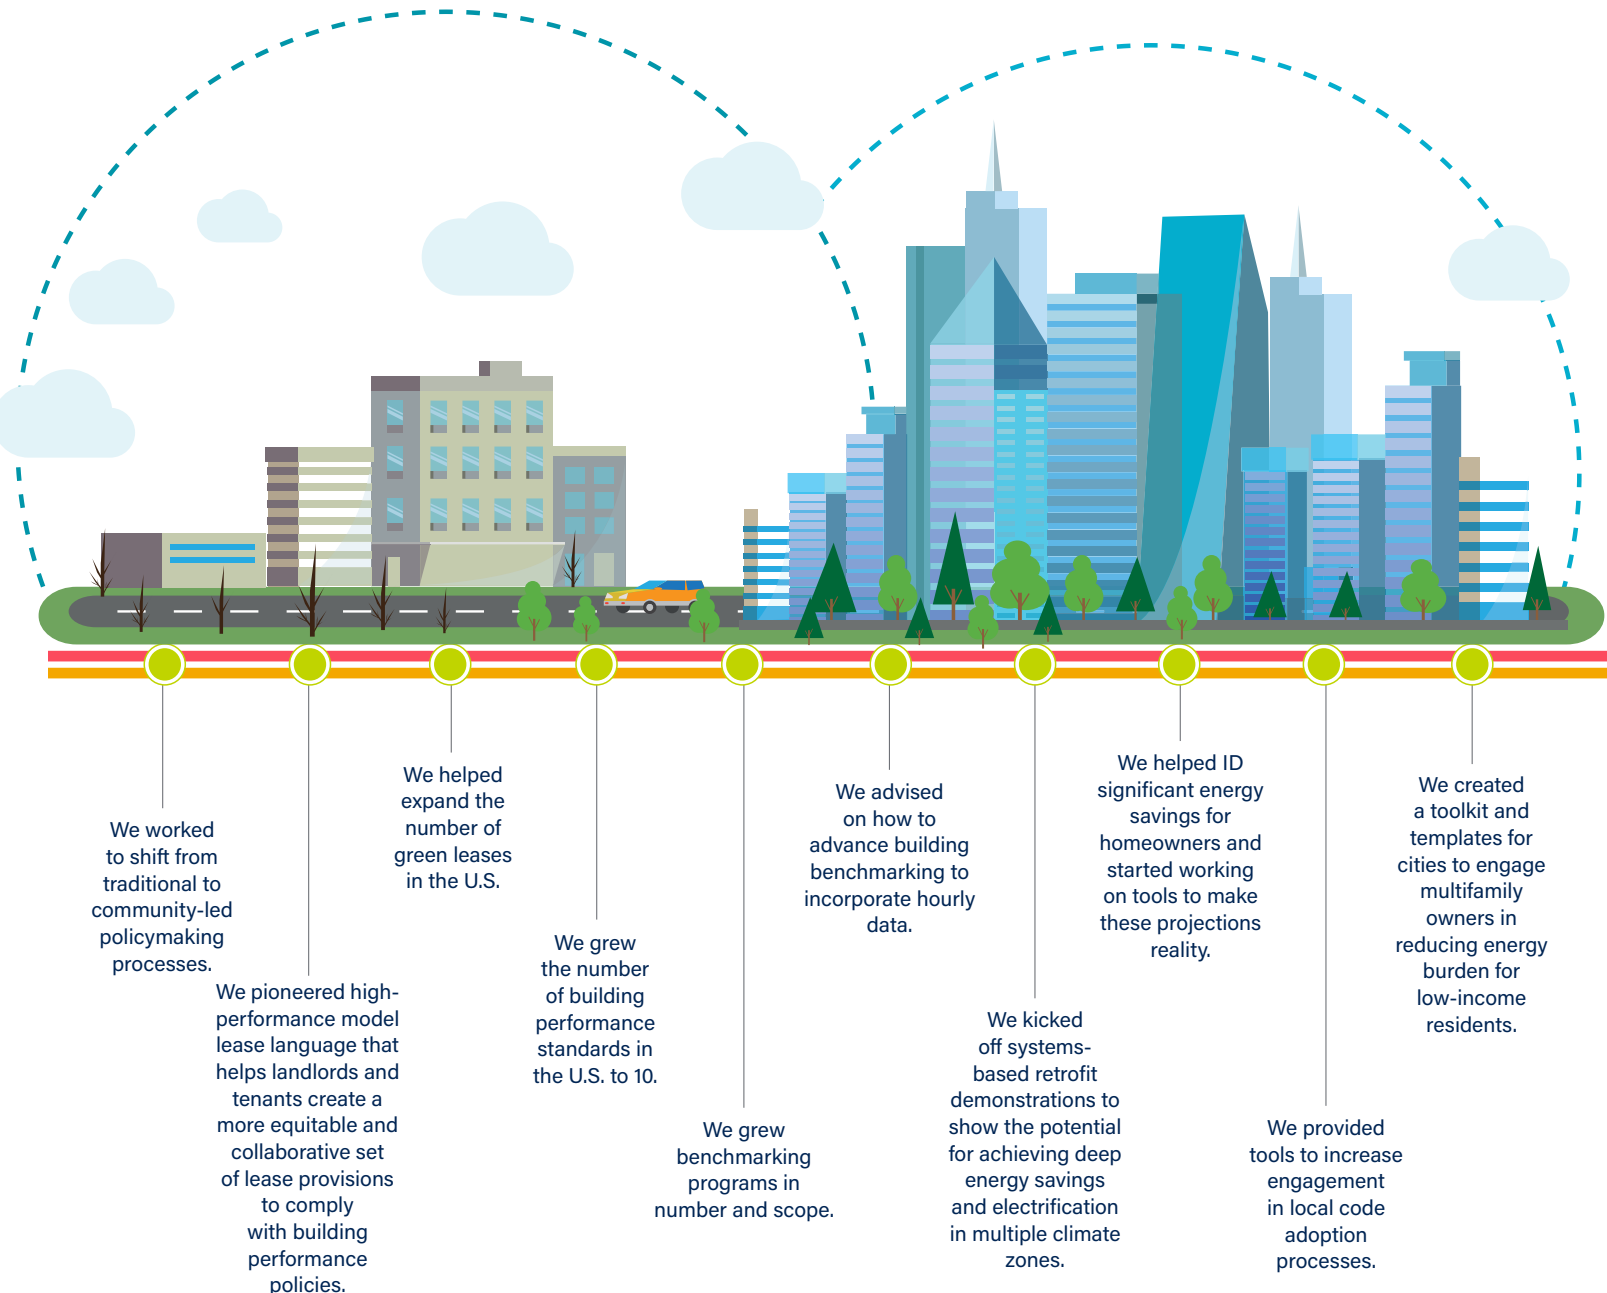 We worked
to shift from
traditional to
community-led
policymaking
processes.
We pioneered high-
performance model
lease language that
helps landlords and
tenants create a
more equitable and
collaborative set
of lease provisions
to comply
with building
performance
policies.
We helped
expand the
number of
green leases
in the U.S.
We grew
the number
of building
performance
standards in
the U.S. to 10.
We grew
benchmarking
programs in
number and scope.
We advised
on how to
advance building
benchmarking to
incorporate hourly
data.
We kicked
off systems-
based retrofit
demonstrations to
show the potential
for achieving deep
energy savings
and electrification
in multiple climate
zones.
We helped ID
significant energy
savings for
homeowners and
started working
on tools to make
these projections
reality.
We provided
tools to increase
engagement
in local code
adoption
processes.
We created
a toolkit and
templates for
cities to engage
multifamily
owners in
reducing energy
burden for
low-income
residents.